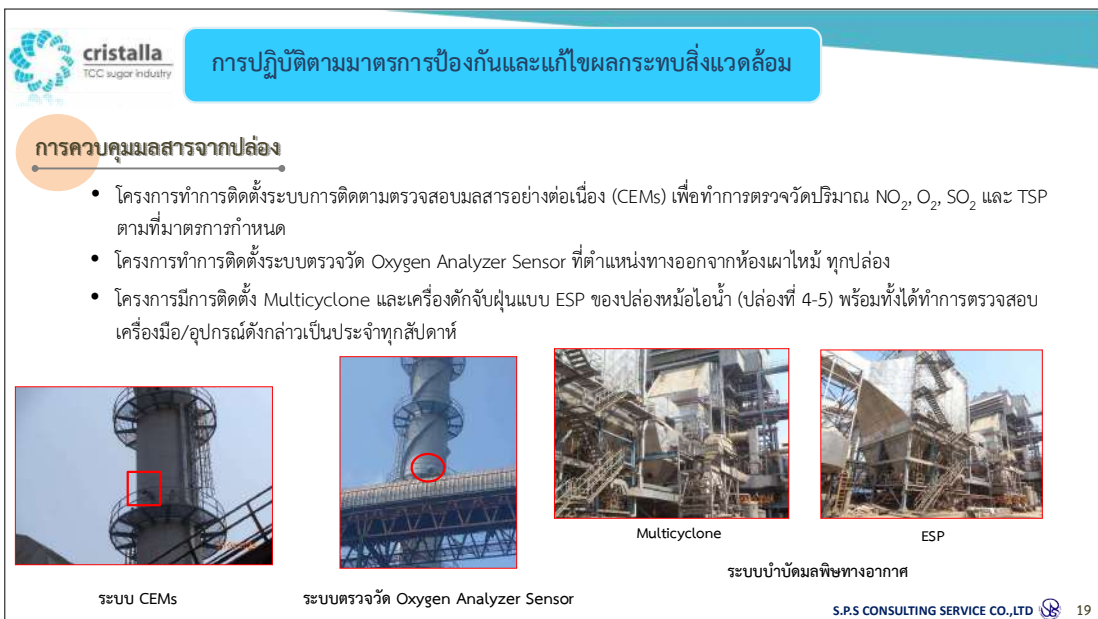 cristalla
TCC sugar industry
การปฏิบัติตามมาตรการป้องกันและแก้ไขผลกระทบสิ่งแวดล้อม
การควบคุมมลสารจากปล่อง
• โครงการทำการติดตั้งระบบการติดตามตรวจสอบมลสารอย่างต่อเนื่อง (CEMs) เพื่อทำการตรวจวัดปริมาณ NO₂, O₂, SO₂ และ TSP
ตามที่มาตรการกำหนด
• โครงการทำการติดตั้งระบบตรวจวัด Oxygen Analyzer Sensor ที่ตำแหน่งทางออกจากห้องเผาไหม้ ทุกปล่อง
• โครงการมีการติดตั้ง Multicyclone และเครื่องดักจับฝุ่นแบบ ESP ของปล่องหม้อไอน้ำ (ปล่องที่ 4-5) พร้อมทั้งได้ทำการตรวจสอบ
เครื่องมือ/อุปกรณ์ดังกล่าวเป็นประจำทุกสัปดาห์
Multicyclone
ESP
ระบบบำบัดมลพิษทางอากาศ
ระบบ CEMs
ระบบตรวจวัด Oxygen Analyzer Sensor
S.P.S CONSULTING SERVICE CO.,LTD 19